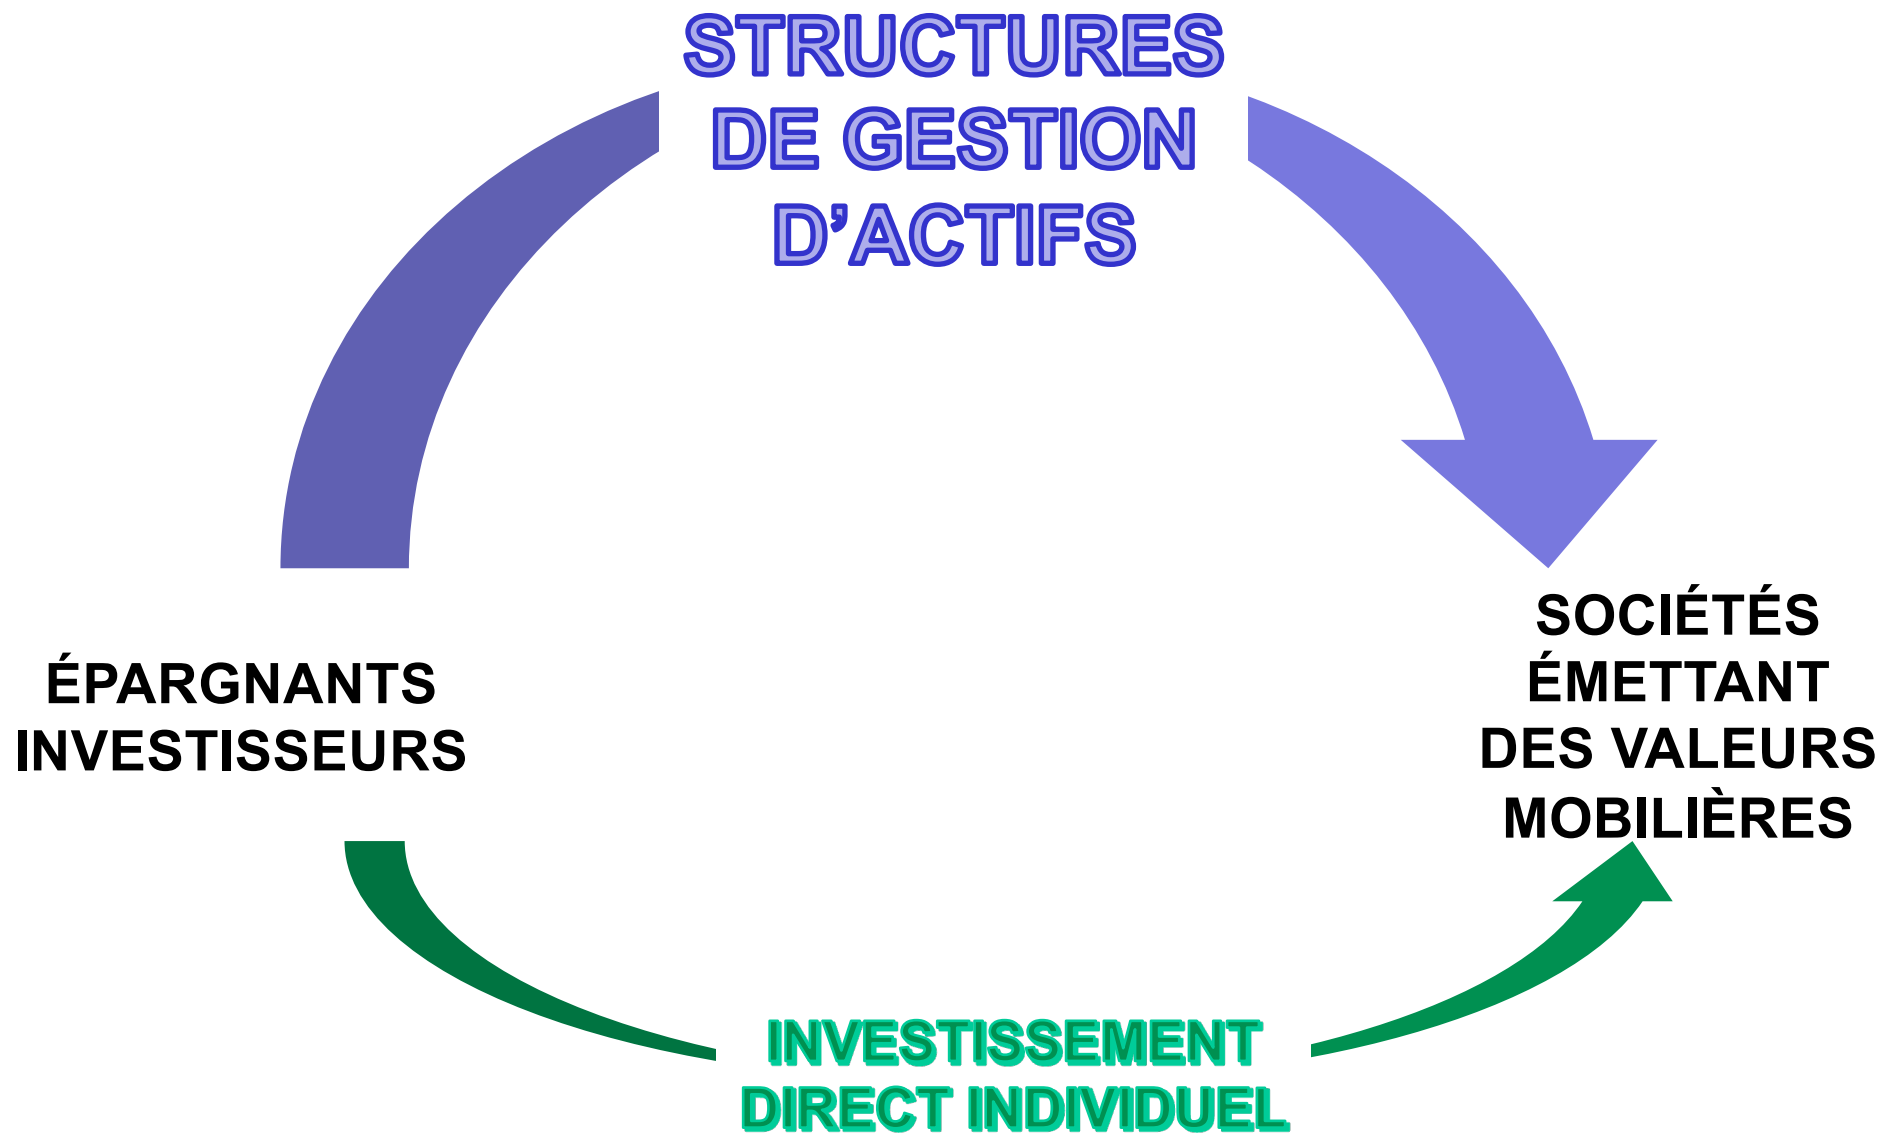 STRUCTURES
DE GESTION
D’ACTIFS
ÉPARGNANTS
INVESTISSEURS
SOCIÉTÉS
ÉMETTANT
DES VALEURS
MOBILIÈRES
INVESTISSEMENT
DIRECT INDIVIDUEL